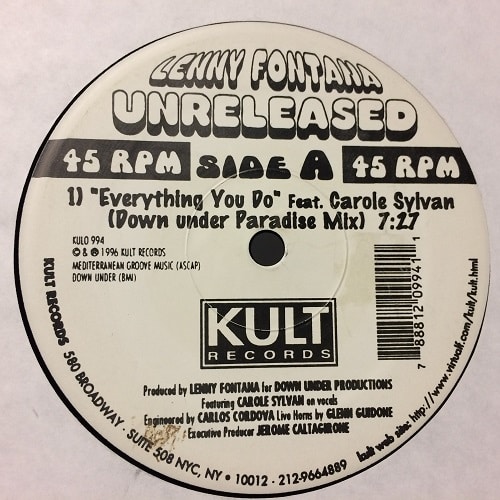 LENNY FONTANA
UNRELEASED
45 RPM SIDE A 45 RPM
1) "Everything You Do" Feat. Carole Sylvan
(Down under Paradise Mix) 7:27
KULO 994
© & ℗ 1996 KULT RECORDS
MEDITERRANEAN GROOVE MUSIC (ASCAP)
DOWN UNDER (BMI)
KULT
RECORDS
7 88812 09941 1
Produced by LENNY FONTANA for DOWN UNDER PRODUCTIONS
Featuring CAROLE SYLVAN on vocals
Engineered by CARLOS CORDOVA Live Horns by GLENN GUIDONE
Executive Producer JEROME CALTAGIRONE
KULT RECORDS 580 BROADWAY · SUITE 508 NYC, NY • 10012 - 212-9664889
kult web site: http://www.virtualf.com/kult/kult.html